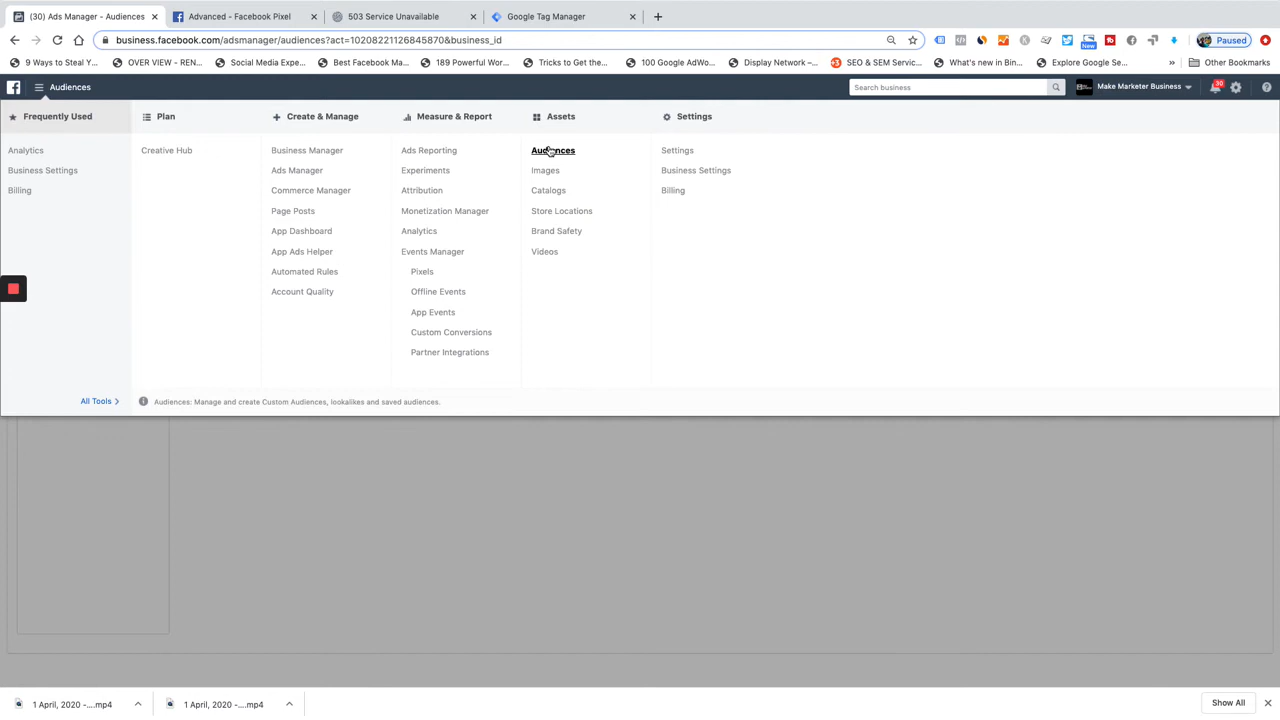 (30) Ads Manager - Audiences
Advanced - Facebook Pixel
503 Service Unavailable
Google Tag Manager
business.facebook.com/adsmanager/audiences?act=10208221126845870&business_id
Paused
9 Ways to Steal Y...
OVER VIEW - REN...
Social Media Expe...
Best Facebook Ma...
189 Powerful Wor...
Tricks to Get the...
100 Google AdWo...
Display Network –...
SEO & SEM Servic...
What's new in Bin...
Explore Google Se...
»
Other Bookmarks
New
Audiences
Search business
Make Marketer Business
30
Frequently Used
Analytics
Business Settings
Billing
All Tools
Plan
Creative Hub
Create & Manage
Business Manager
Ads Manager
Commerce Manager
Page Posts
App Dashboard
App Ads Helper
Automated Rules
Account Quality
Measure & Report
Ads Reporting
Experiments
Attribution
Monetization Manager
Analytics
Events Manager
Pixels
Offline Events
App Events
Custom Conversions
Partner Integrations
Assets
Audiences
Images
Catalogs
Store Locations
Brand Safety
Videos
Settings
Settings
Business Settings
Billing
Audiences: Manage and create Custom Audiences, lookalikes and saved audiences.
1 April, 2020 -....mp4
1 April, 2020 -....mp4
Show All